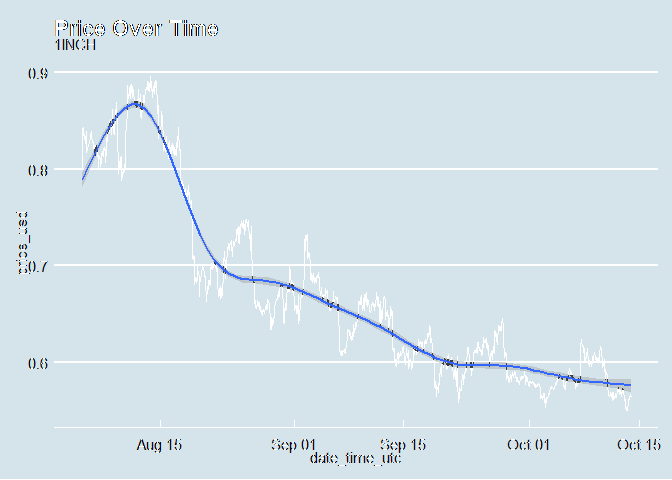 Price Over Time
1INCH
0.9
0.8
0.7
0.6
price_usd
Aug 15 Sep 01 Sep 15 Oct 01 Oct 15
date_time_utc